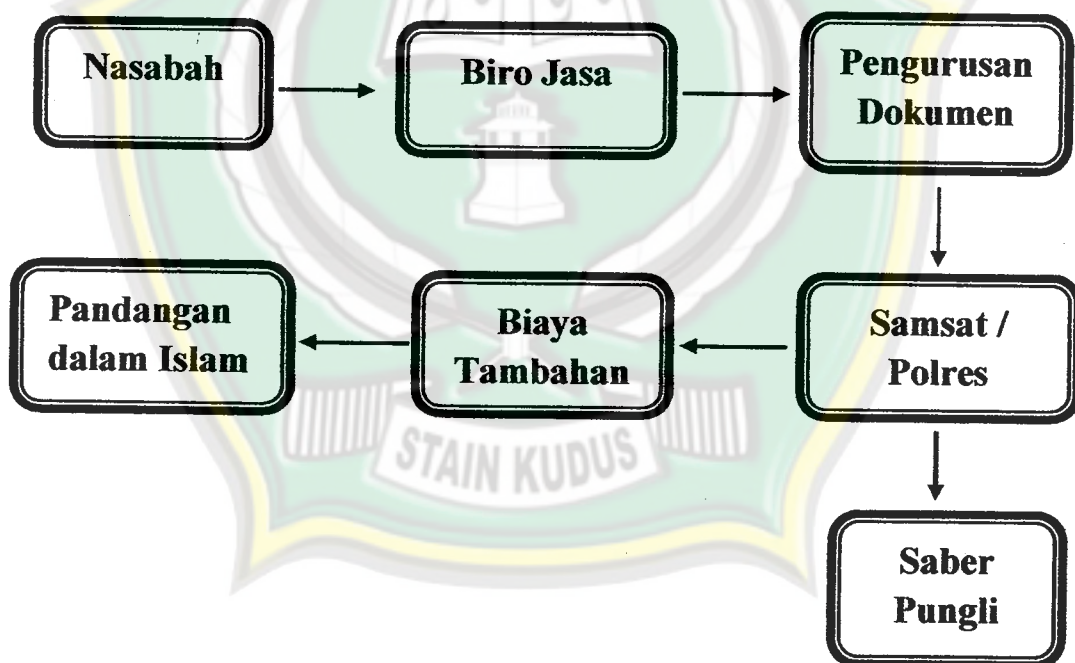 Nasabah
Biro Jasa
Pengurusan
Dokumen
Pandangan
dalam Islam
Biaya
Tambahan
Samsat /
Polres
STAIN KUDUS
Saber
Pungli